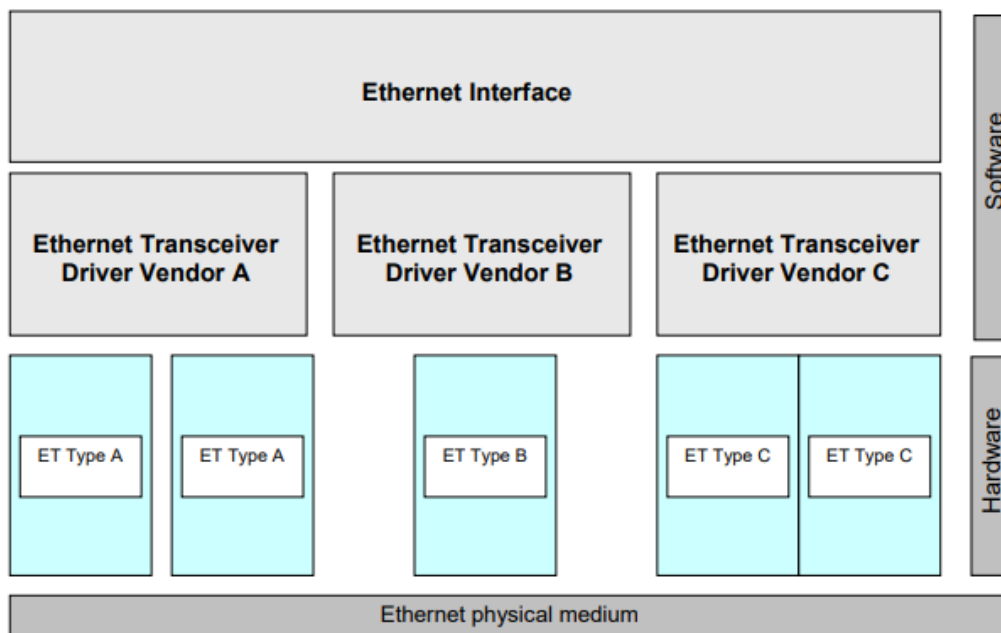 Ethernet Interface
Software
Ethernet Transceiver
Driver Vendor A
Ethernet Transceiver
Driver Vendor B
Ethernet Transceiver
Driver Vendor C
ET Type A
ET Type A
ET Type B
ET Type C
ET Type C
Hardware
Ethernet physical medium